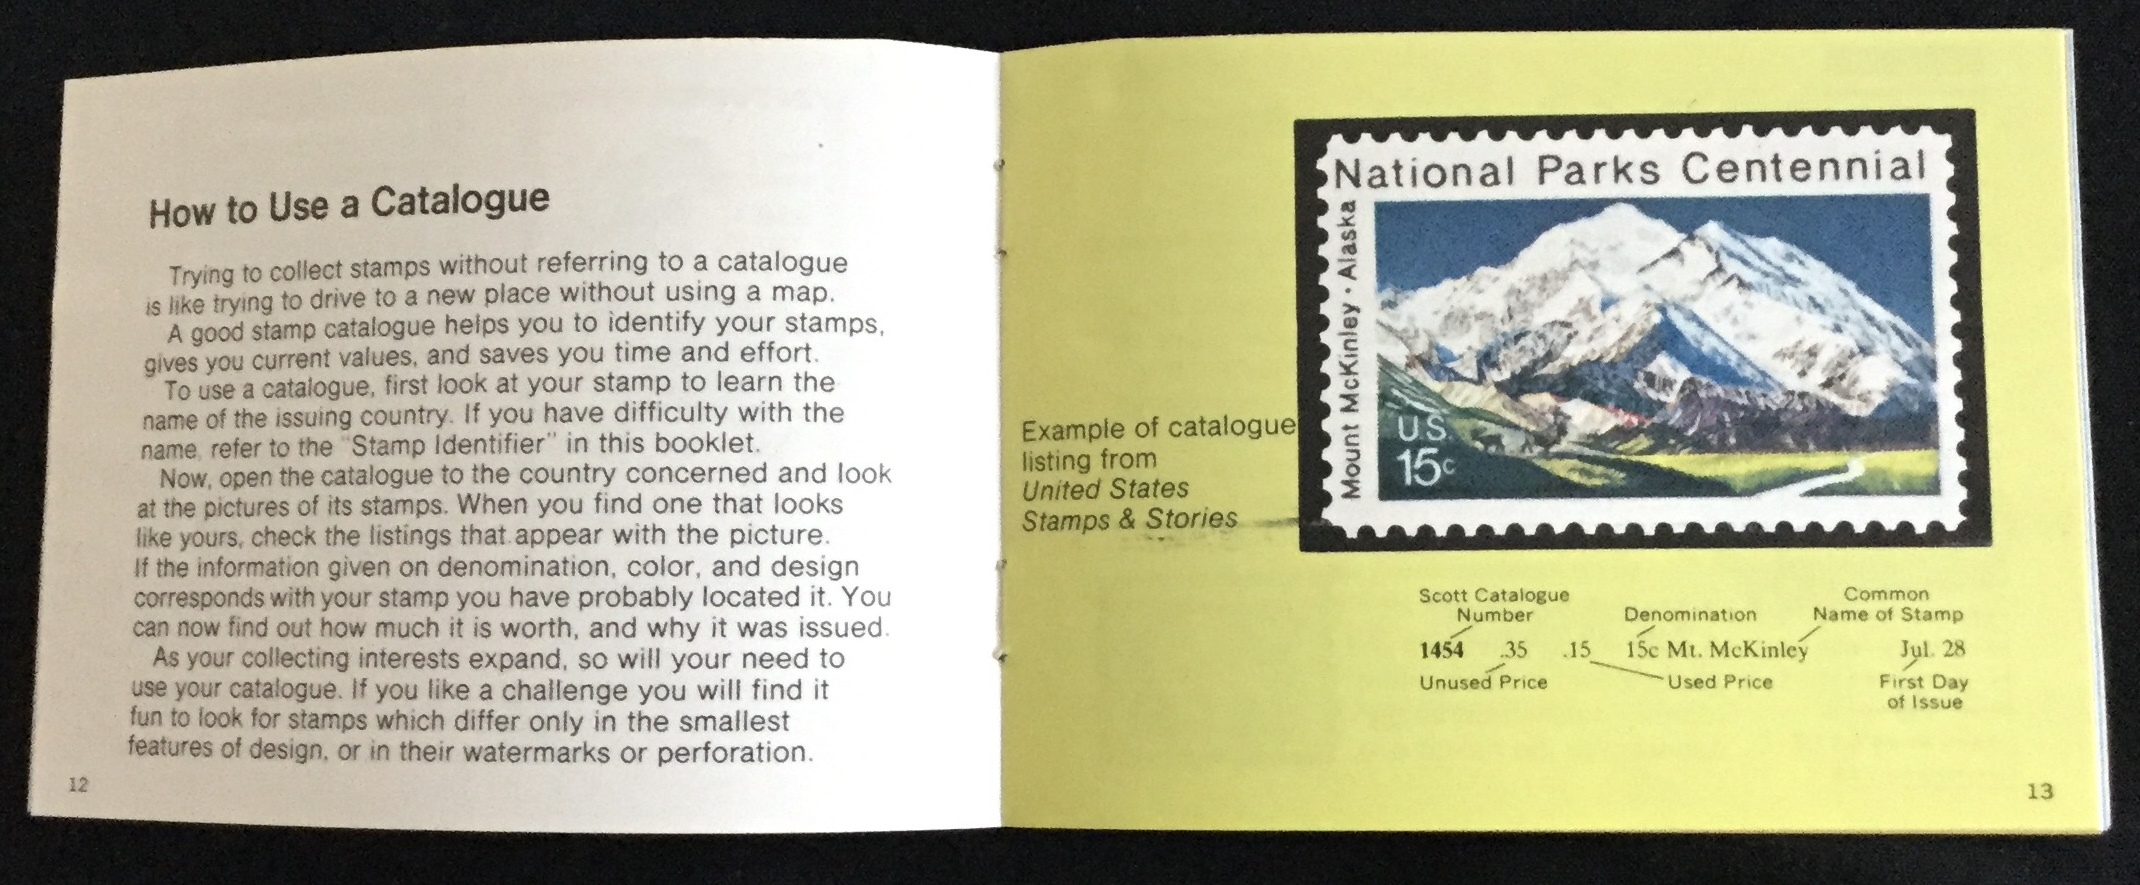 How to Use a Catalogue
Trying to collect stamps without referring to a catalogue
is like trying to drive to a new place without using a map.
A good stamp catalogue helps you to identify your stamps,
gives you current values, and saves you time and effort.
To use a catalogue, first look at your stamp to learn the
name of the issuing country. If you have difficulty with the
name, refer to the "Stamp Identifier" in this booklet.
Now, open the catalogue to the country concerned and look
at the pictures of its stamps. When you find one that looks
like yours, check the listings that appear with the picture.
If the information given on denomination, color, and design
corresponds with your stamp you have probably located it. You
can now find out how much it is worth, and why it was issued.
As your collecting interests expand, so will your need to
use your catalogue. If you like a challenge you will find it
fun to look for stamps which differ only in the smallest
features of design, or in their watermarks or perforation.
12
National Parks Centennial
Mount McKinley · Alaska
U.S.
15c
Example of catalogue
listing from
United States
Stamps & Stories
Scott Catalogue
Number
Denomination
Common
Name of Stamp
1454 .35 .15 15c Mt. McKinley Jul. 28
Unused Price
Used Price
First Day
of Issue
13